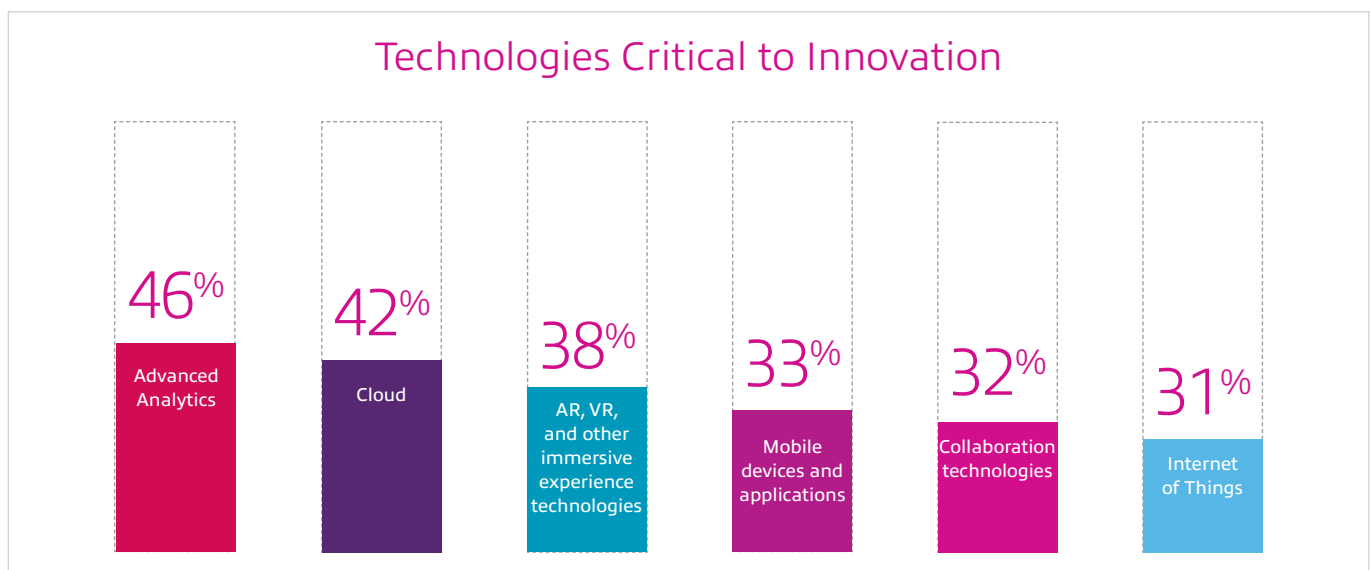 Technologies Critical to Innovation
46%
Advanced
Analytics
42%
Cloud
38%
AR, VR,
and other
immersive
experience
technologies
33%
Mobile
devices and
applications
32%
Collaboration
technologies
31%
Internet
of Things